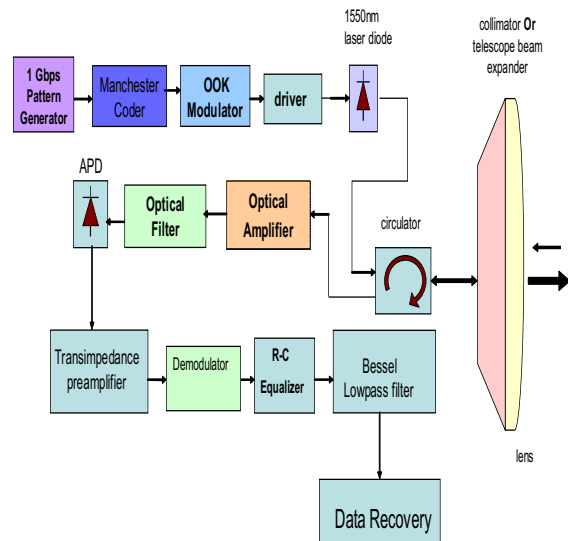 1550nm
laser diode
collimator Or
telescope beam
expander
1 Gbps
Pattern
Generator
Manchester
Coder
OOK
Modulator
driver
APD
Optical
Filter
Optical
Amplifier
circulator
Transimpedance
preamplifier
Demodulator
R-C
Equalizer
Bessel
Lowpass filter
lens
Data Recovery